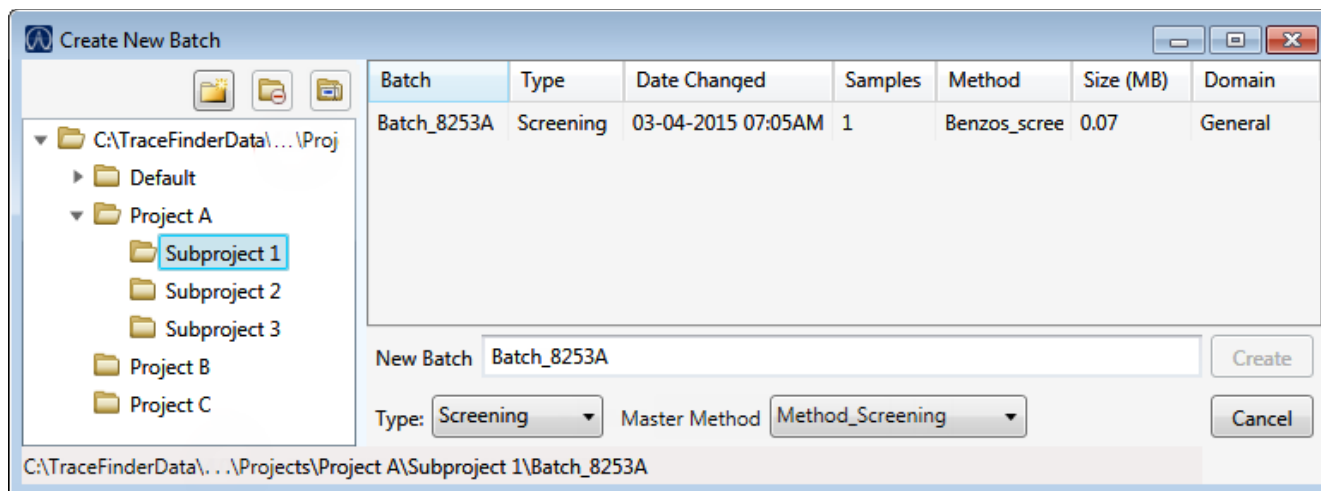 Create New Batch
Batch Type Date Changed Samples Method Size (MB) Domain
Batch_8253A Screening 03-04-2015 07:05AM 1 Benzos_scree 0.07 General
C:\TraceFinderData\...\Proj
Default
Project A
Subproject 1
Subproject 2
Subproject 3
Project B
Project C
New Batch Batch_8253A Create
Type: Screening Master Method Method_Screening Cancel
C:\TraceFinderData\. . .\Projects\Project A\Subproject 1\Batch_8253A